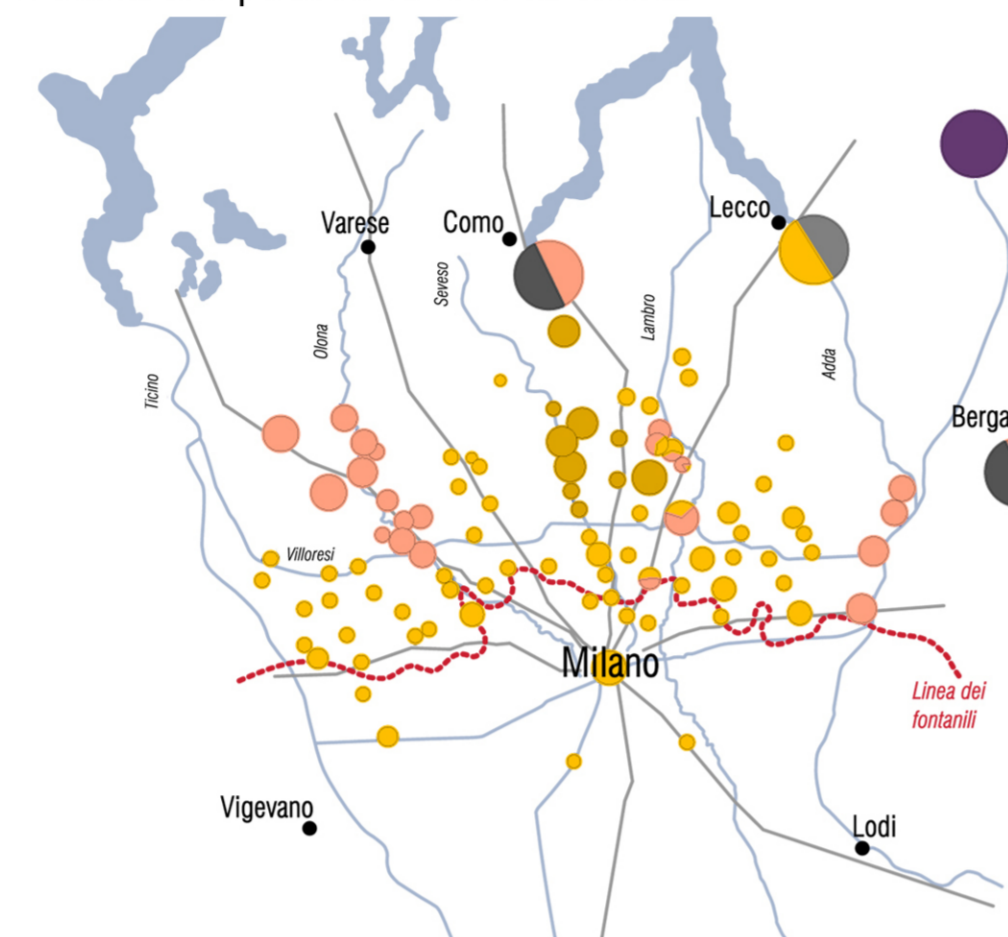 Varese
Como
Lecco
Seveso
Olona
Lambro
Adda
Ticino
Berga
Villoresi
Milano
Linea dei
fontanili
Vigevano
Lodi